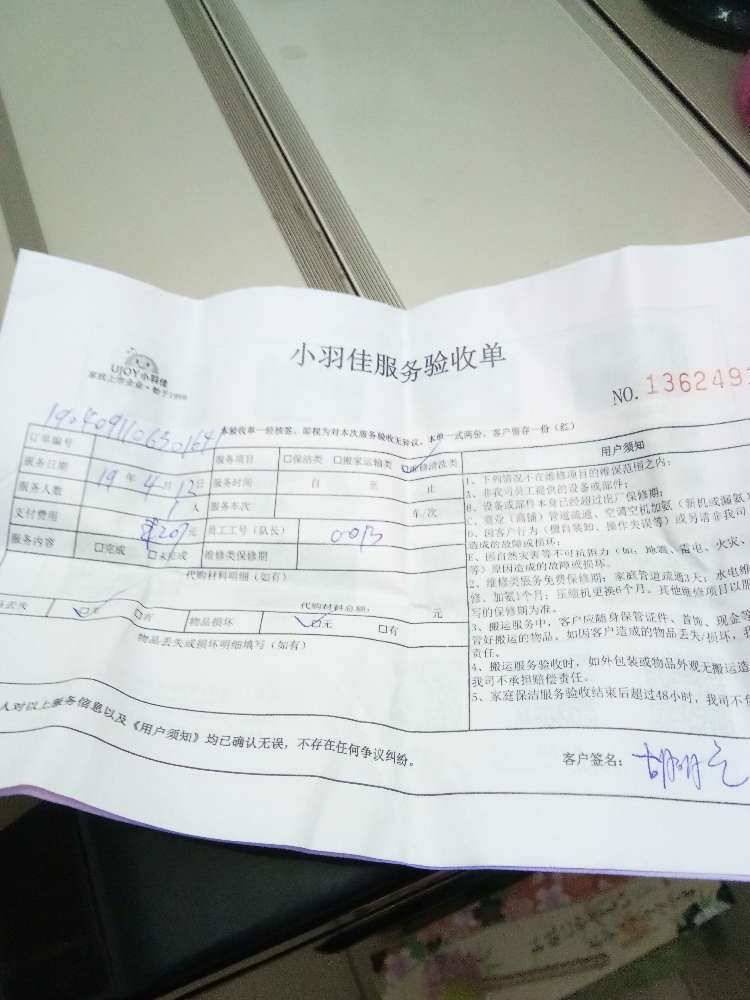 小羽佳服务验收单
UJOY小羽佳
家政上市企业·始于1998
NO. 1362493
本验收单一经核签，即视为对本次服务验收无异议。本单一式两份，客户留存一份（红）
订单编号
服务项目 □保洁类 □搬家运输类 □维修清洗类
服务日期 19年4月12日 服务时间 自 至 止
服务人数 1人 服务车次 车/次
支付费用 207元 员工工号（队长）
服务内容 □完成 □未完成 维修类保修期
代购材料明细（如有）
代购材料总额： 元
丢失 □无 □有 物品损坏 □无 □有
物品丢失或损坏明细填写（如有）
人对以上服务信息以及《用户须知》均已确认无误，不存在任何争议纠纷。
用户须知
1、下列情况不在维修项目的维保范围之内：
A、非我司员工提供的设备或部件；
B、设备或部件本身已经超过出厂保修期；
C、商业（商铺）管道疏通、空调空机加氨（新机或漏氨
D、因客户行为（擅自装卸、操作失误等）或另请非我司
造成的故障或损坏；
E、因自然灾害等不可抗拒力（如：地震、雷电、火灾、
等）原因造成的故障或损坏。
2、维修类服务免费保修期：家庭管道疏通3天；水电维
修、加氨1个月；压缩机更换6个月。其他维修项目以服
写的保修期为准。
3、搬运服务中，客户应随身保管证件、首饰、现金等
管好搬运的物品。如因客户造成的物品丢失/损坏，我
责任。
4、搬运服务验收时，如外包装或物品外观无搬运造
我司不承担赔偿责任。
5、家庭保洁服务验收结束后超过48小时，我司不
客户签名：